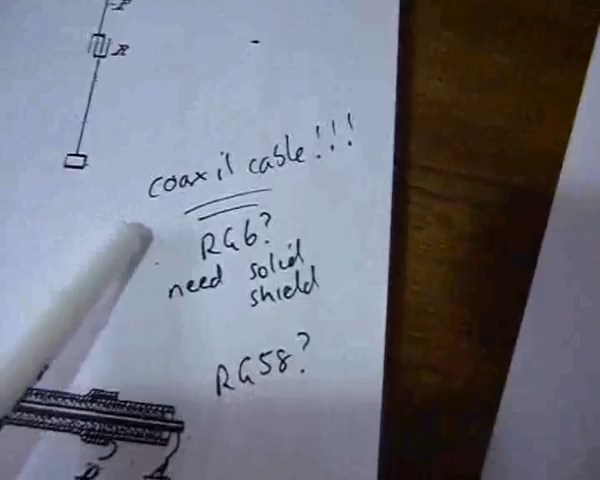 R
coaxil cable!!!
RG6?
need solid
shield
RG58?